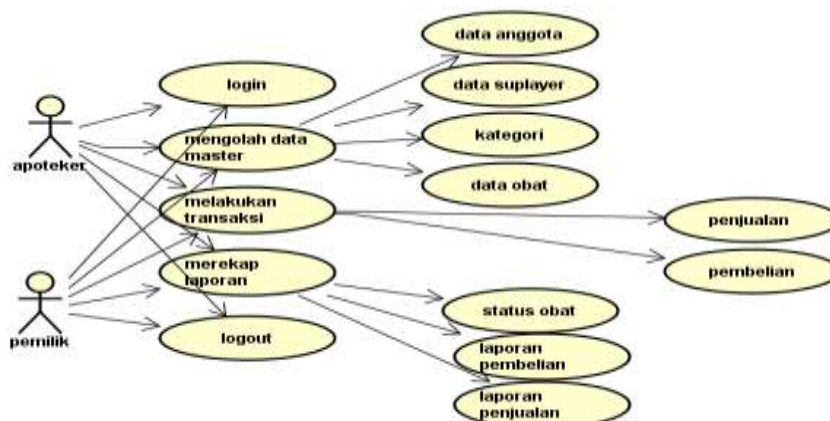 data anggota
login
data suplayer
mengolah data
master
kategori
apoteker
data obat
melakukan
transaksi
penjualan
merekap
laporan
pembelian
status obat
pemilik
logout
laporan
pembelian
laporan
penjualan